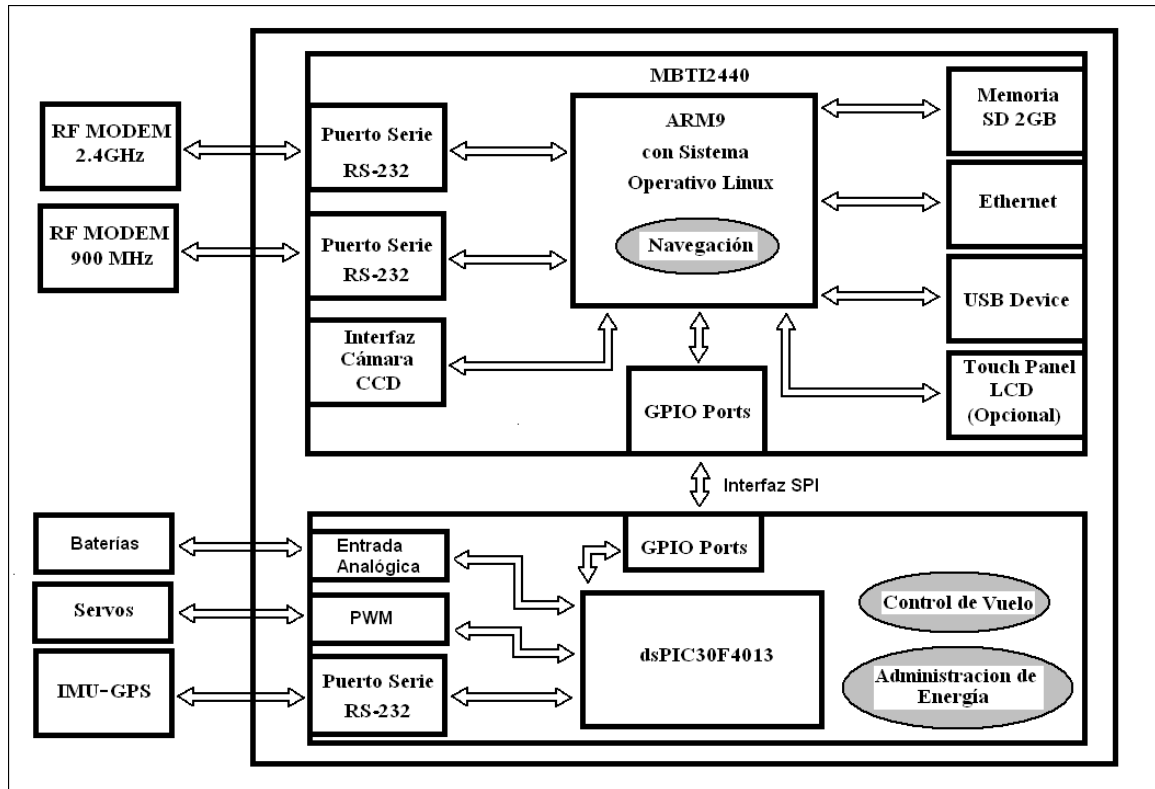 MBTI2440
RF MODEM
2.4GHz
Puerto Serie
RS-232
ARM9
con Sistema
Operativo Linux
Navegación
Memoria
SD 2GB
RF MODEM
900 MHz
Puerto Serie
RS-232
Ethernet
Interfaz
Cámara
CCD
GPIO Ports
USB Device
Touch Panel
LCD
(Opcional)
Interfaz SPI
Baterías
Entrada
Analógica
GPIO Ports
Servos
PWM
dsPIC30F4013
Control de Vuelo
IMU-GPS
Puerto Serie
RS-232
Administracion de
Energía